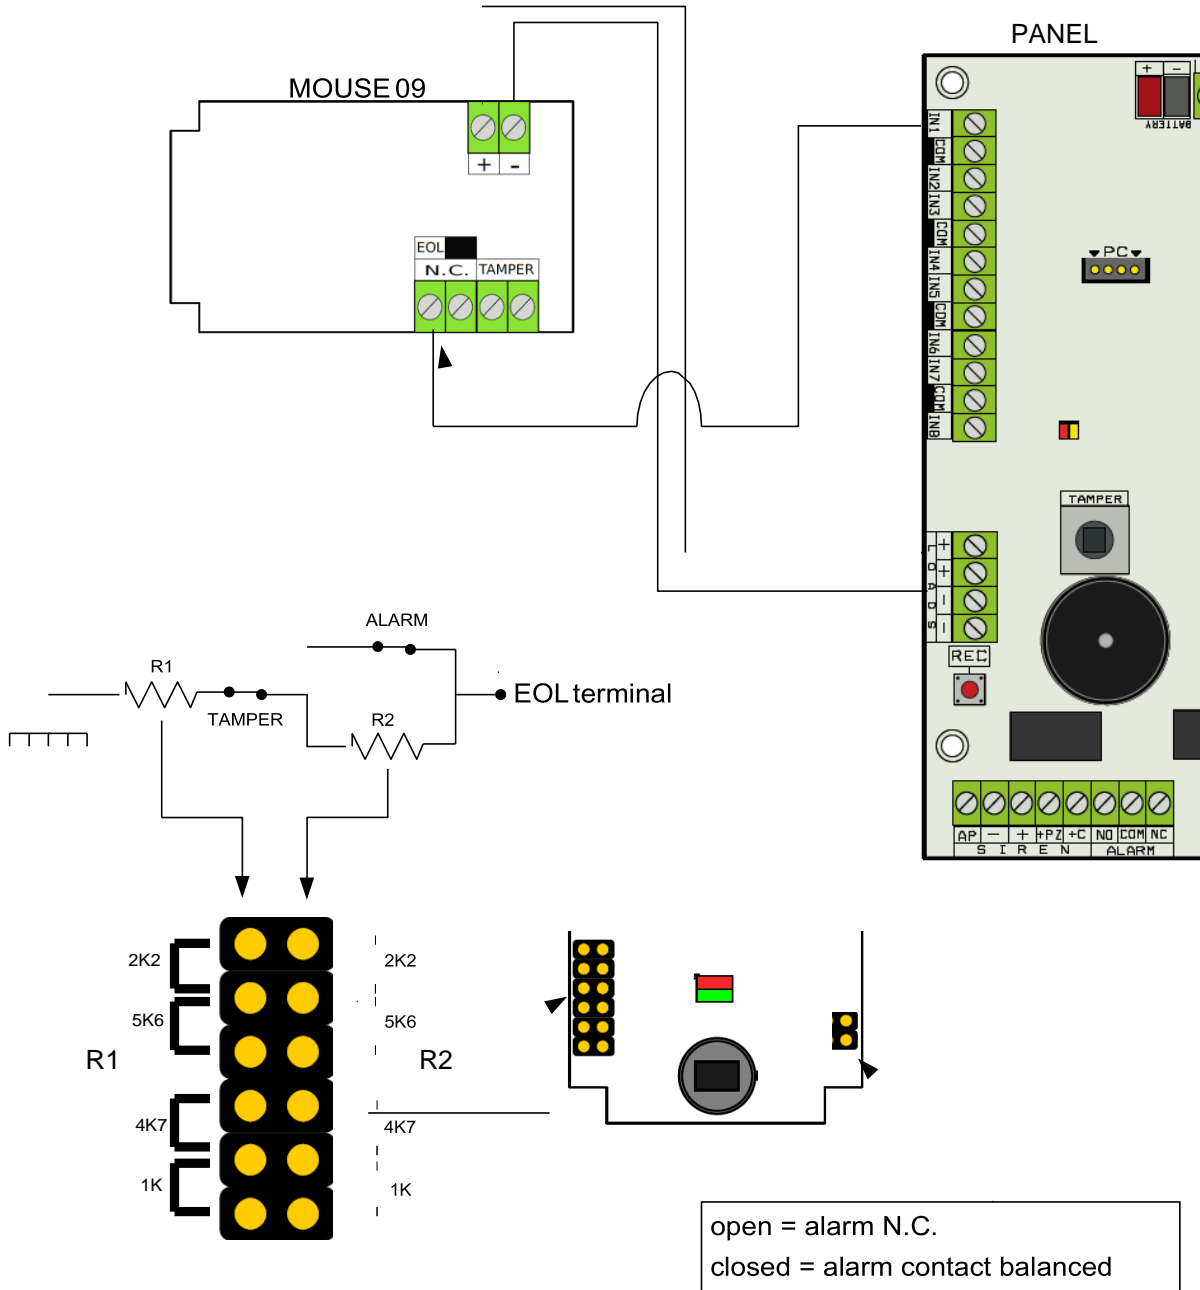 PANEL
MOUSE 09
+ -
BATTERY
+ -
EOL
N.C. TAMPER
IN1
COM
IN2
IN3
COM
IN4
IN5
COM
IN6
IN7
COM
IN8
PC
TAMPER
+
+
-
-
LOADS
REC
AP - + +PZ +C NO COM NC
SIREN ALARM
ALARM
R1
TAMPER
R2
EOL terminal
2K2
5K6
R1
4K7
1K
2K2
5K6
R2
4K7
1K
open = alarm N.C.
closed = alarm contact balanced